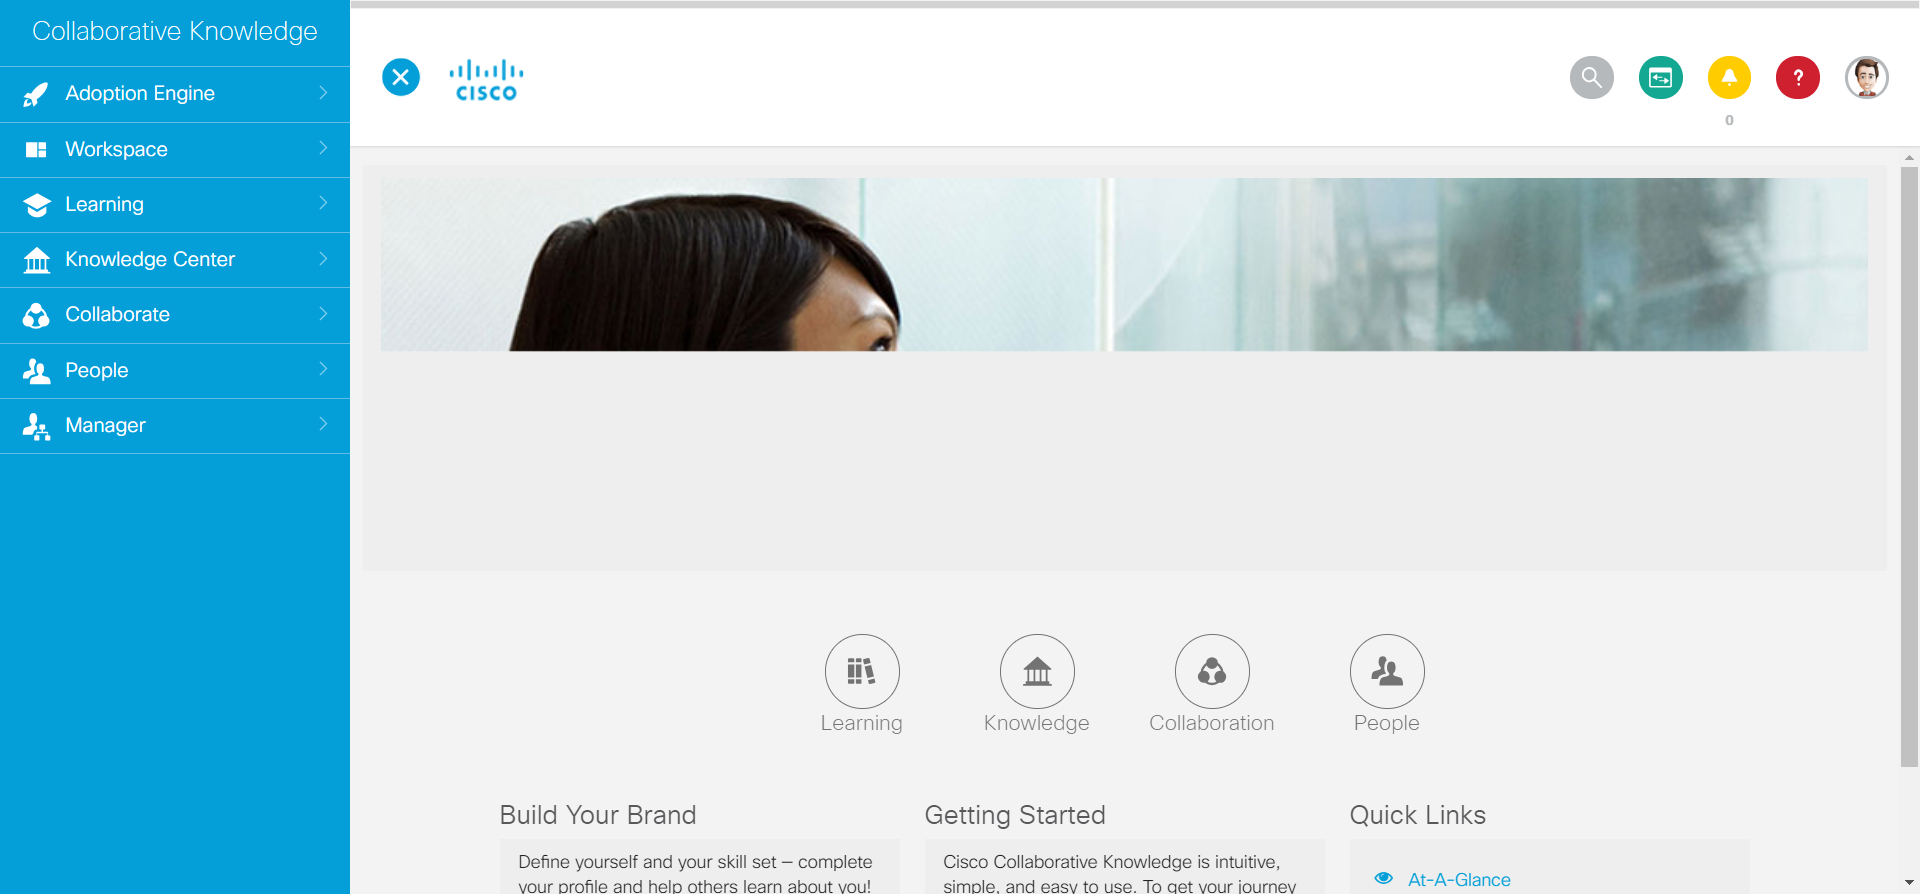 Collaborative Knowledge
Adoption Engine
Workspace
Learning
Knowledge Center
Collaborate
People
Manager
CISCO
?
0
Learning
Knowledge
Collaboration
People
Build Your Brand
Define yourself and your skill set – complete
your profile and help others learn about you!
Getting Started
Cisco Collaborative Knowledge is intuitive,
simple, and easy to use. To get your journey
Quick Links
At-A-Glance